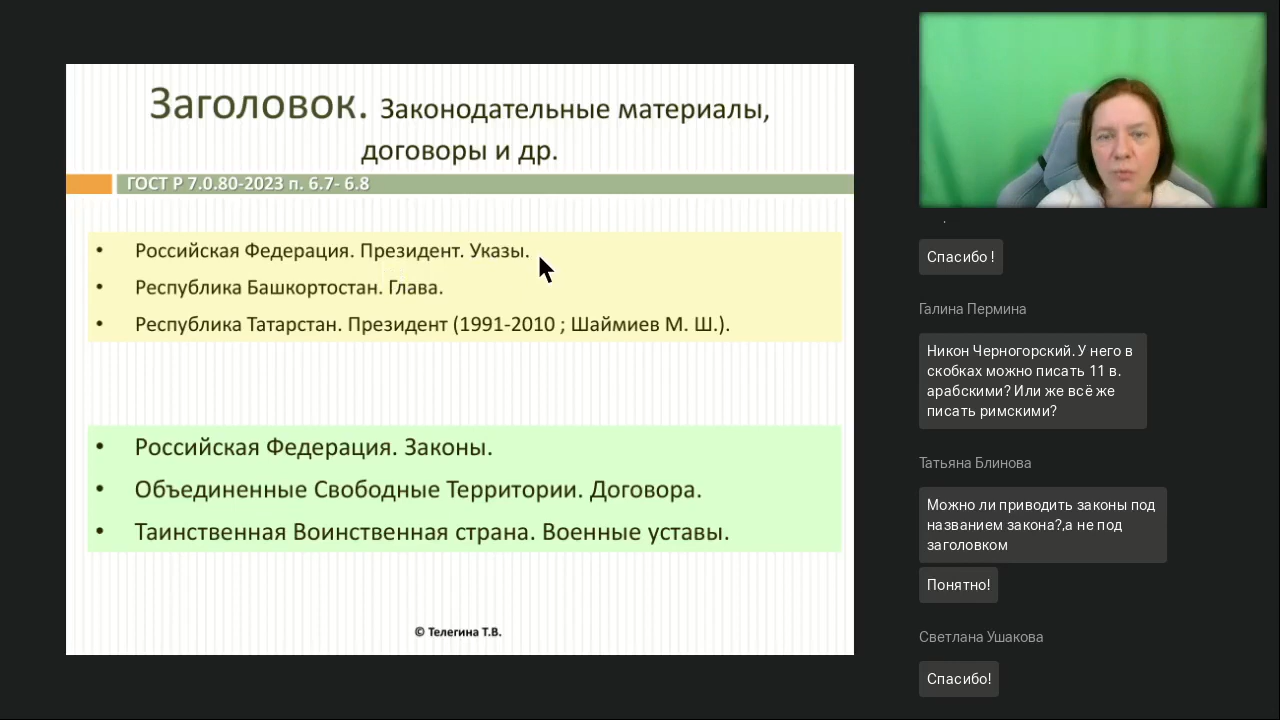 Заголовок. Законодательные материалы,
договоры и др.
ГОСТ Р 7.0.80-2023 п. 6.7- 6.8
• Российская Федерация. Президент. Указы.
• Республика Башкортостан. Глава.
• Республика Татарстан. Президент (1991-2010 ; Шаймиев М. Ш.).
• Российская Федерация. Законы.
• Объединенные Свободные Территории. Договора.
• Таинственная Воинственная страна. Военные уставы.
© Телегина Т.В.
Спасибо !
Галина Пермина
Никон Черногорский. У него в
скобках можно писать 11 в.
арабскими? Или же всё же
писать римскими?
Татьяна Блинова
Можно ли приводить законы под
названием закона?,а не под
заголовком
Понятно!
Светлана Ушакова
Спасибо!